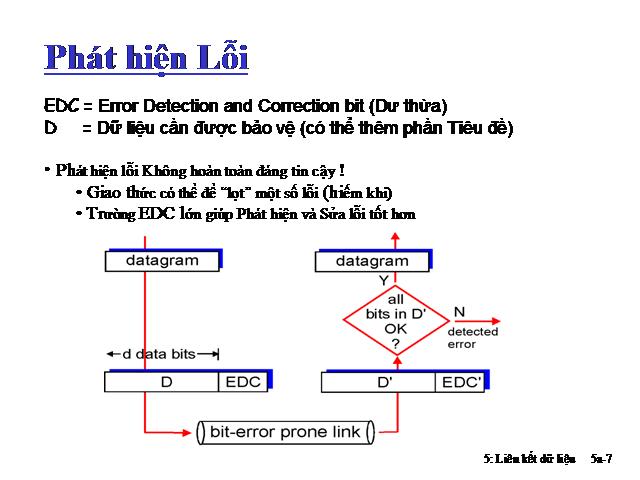 Phát hiện Lỗi
EDC = Error Detection and Correction bit (Dư thừa)
D = Dữ liệu cần được bảo vệ (có thể thêm phần Tiêu đề)
• Phát hiện lỗi Không hoàn toàn đáng tin cậy !
• Giao thức có thể để "lọt" một số lỗi (hiếm khi)
• Trường EDC lớn giúp Phát hiện và Sửa lỗi tốt hơn
datagram
datagram
Y
all
bits in D'
OK
?
N
detected
error
d data bits
D EDC
D' EDC'
bit-error prone link
5: Liên kết dữ liệu 5a-7